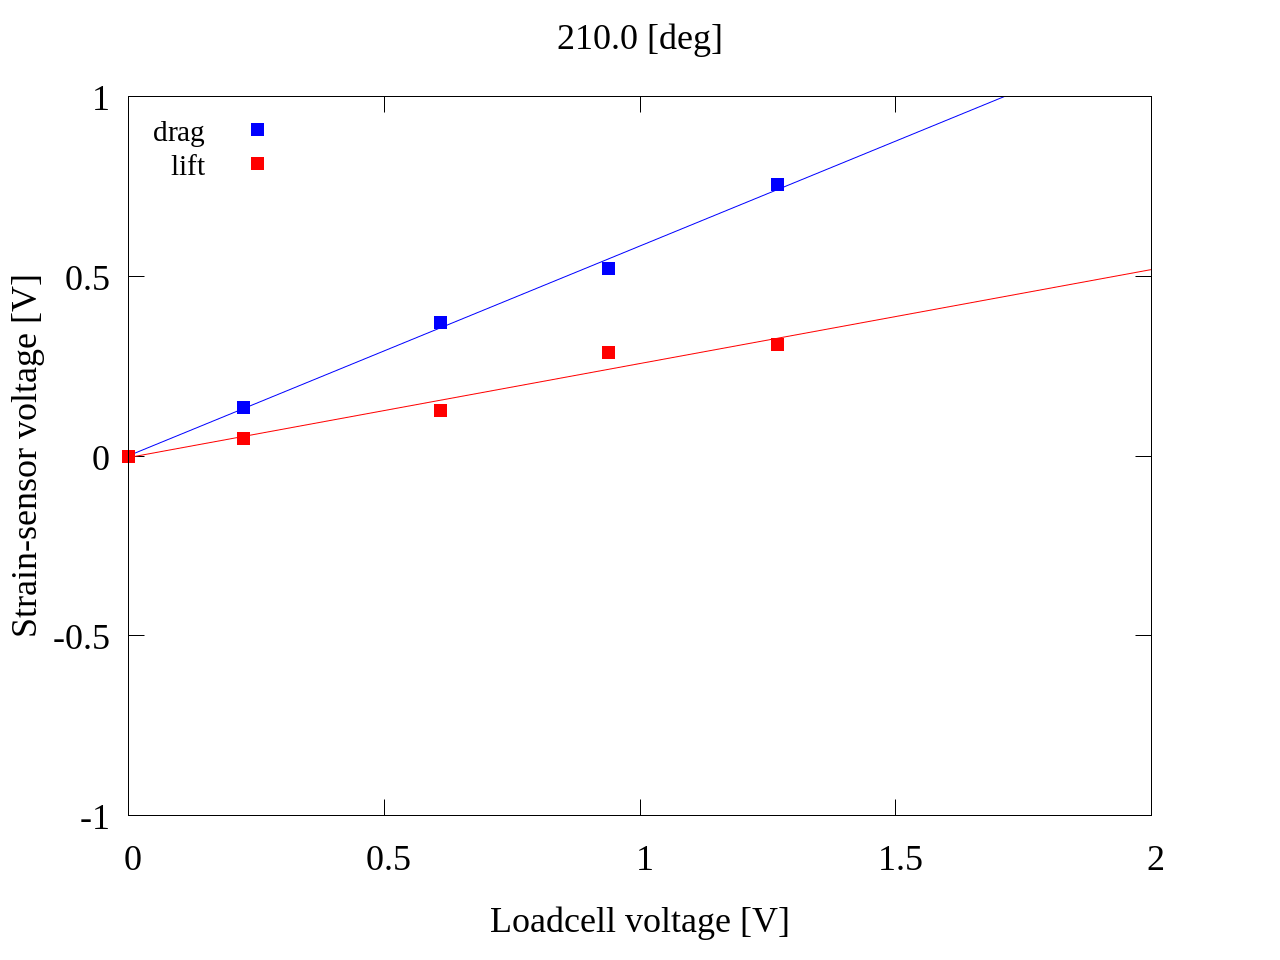 210.0 [deg]
drag
lift
1
0.5
0
-0.5
-1
Strain-sensor voltage [V]
0 0.5 1 1.5 2
Loadcell voltage [V]